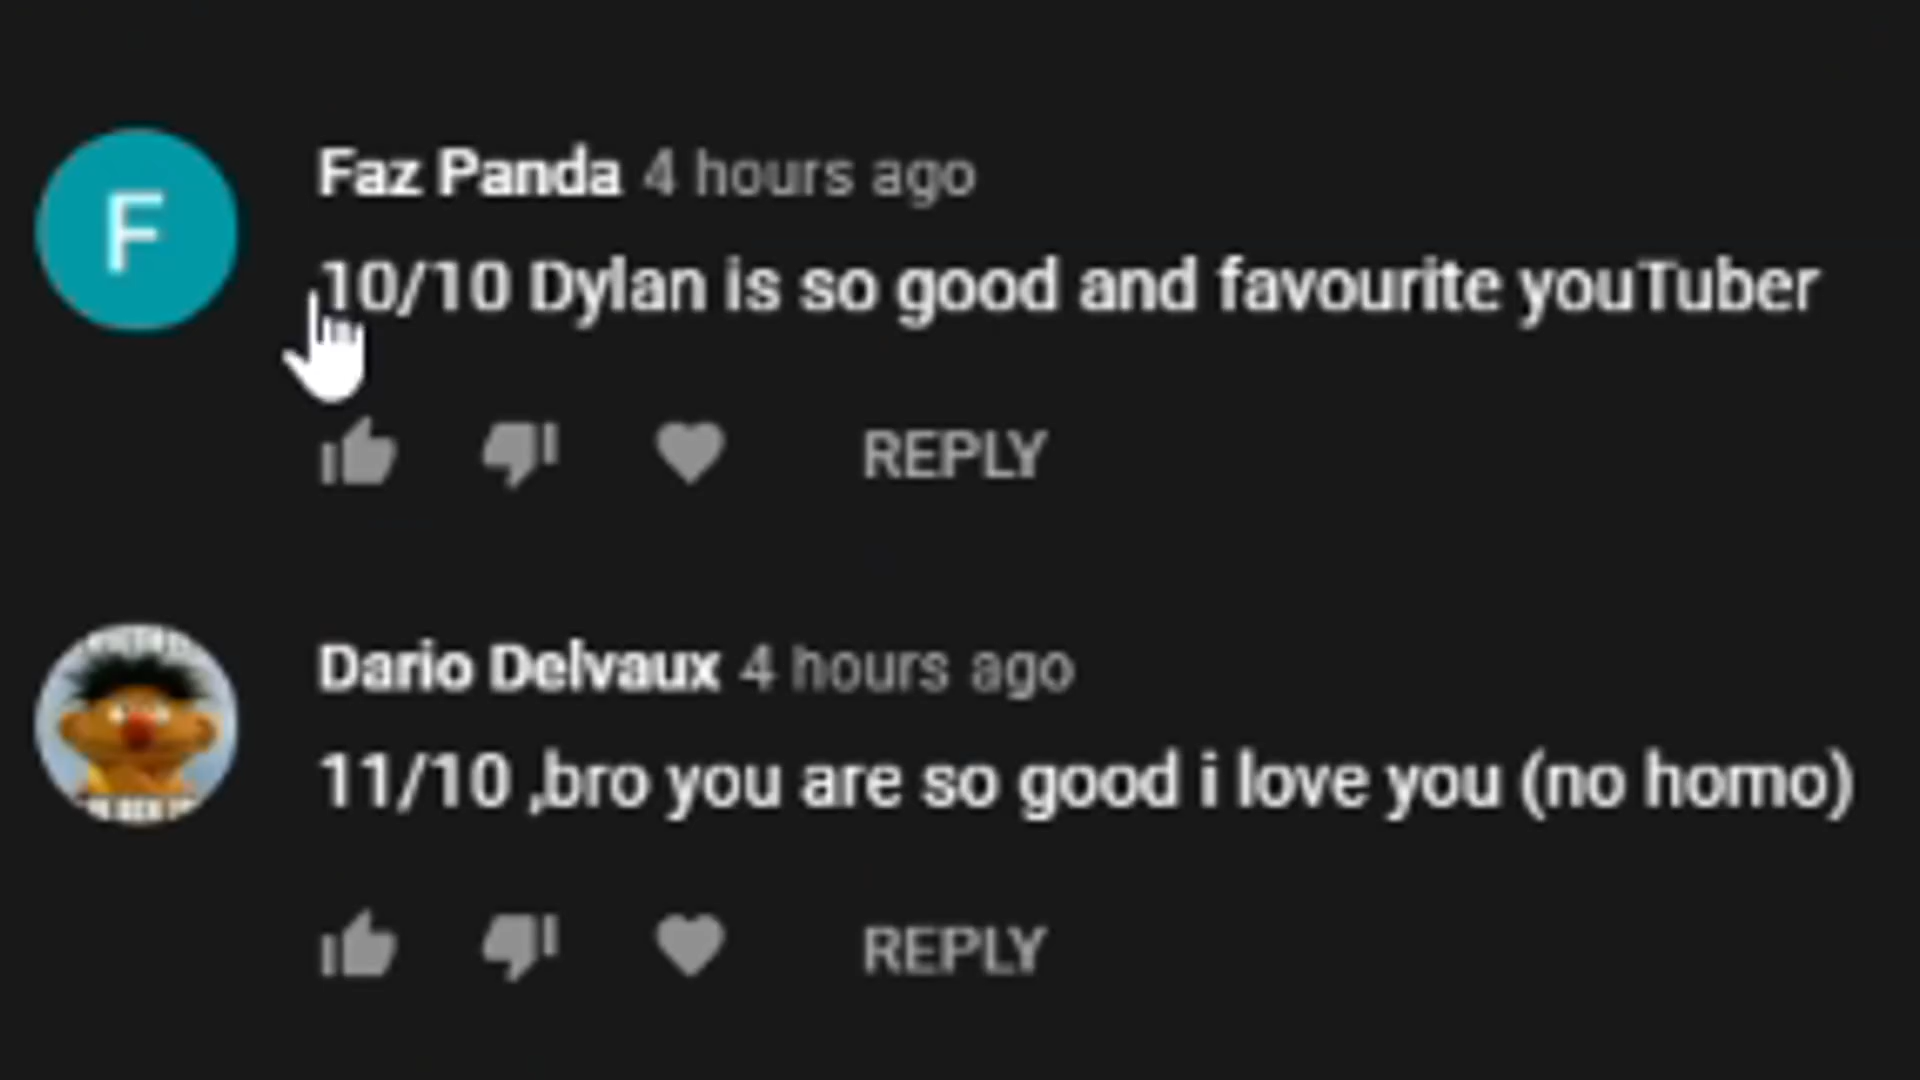 F
Faz Panda 4 hours ago
10/10 Dylan is so good and favourite youTuber
REPLY
Dario Delvaux 4 hours ago
11/10 ,bro you are so good i love you (no homo)
REPLY